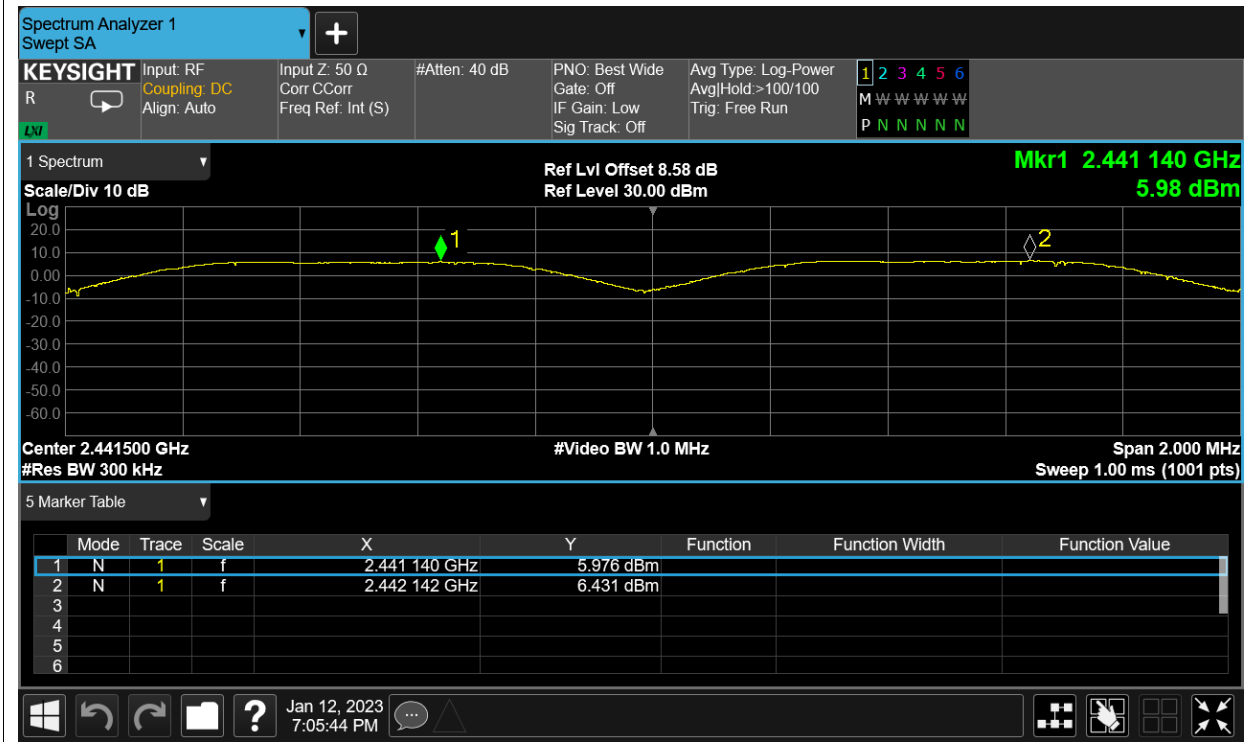 Spectrum Analyzer 1
Swept SA
+
KEYSIGHT Input: RF Input Z: 50 Ω #Atten: 40 dB PNO: Best Wide Avg Type: Log-Power 1 2 3 4 5 6
R Coupling: DC Corr CCorr Gate: Off Avg|Hold:>100/100 M W W W W W
Align: Auto Freq Ref: Int (S) IF Gain: Low Trig: Free Run
LXI Sig Track: Off P N N N N N
1 Spectrum Ref Lvl Offset 8.58 dB Mkr1 2.441 140 GHz
Scale/Div 10 dB Ref Level 30.00 dBm 5.98 dBm
Log
20.0
1 2
10.0
0.00
-10.0
-20.0
-30.0
-40.0
-50.0
-60.0
Center 2.441500 GHz #Video BW 1.0 MHz Span 2.000 MHz
#Res BW 300 kHz Sweep 1.00 ms (1001 pts)
5 Marker Table
Mode Trace Scale X Y Function Function Width Function Value
1 N 1 f 2.441 140 GHz 5.976 dBm
2 N 1 f 2.442 142 GHz 6.431 dBm
3
4
5
6
? Jan 12, 2023
7:05:44 PM